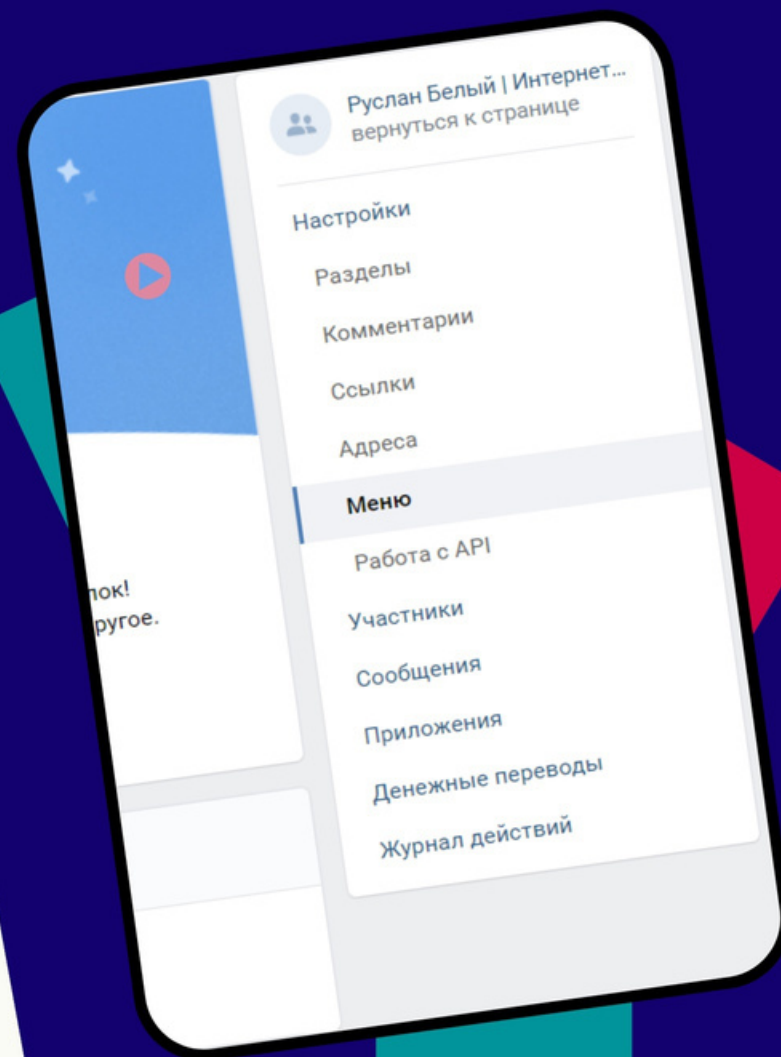 Руслан Белый | Интернет...
вернуться к странице
Настройки
Разделы
Комментарии
Ссылки
Адреса
Меню
Работа с API
Участники
Сообщения
Приложения
Денежные переводы
Журнал действий
лок!
ругое.